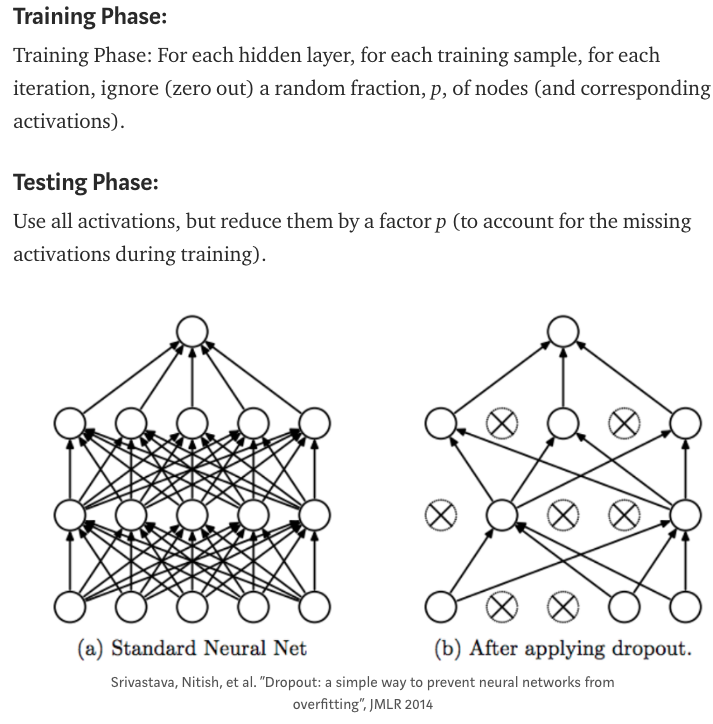 Training Phase:
Training Phase: For each hidden layer, for each training sample, for each
iteration, ignore (zero out) a random fraction, p, of nodes (and corresponding
activations).
Testing Phase:
Use all activations, but reduce them by a factor p (to account for the missing
activations during training).
(a) Standard Neural Net
(b) After applying dropout.
Srivastava, Nitish, et al. "Dropout: a simple way to prevent neural networks from
overfitting", JMLR 2014